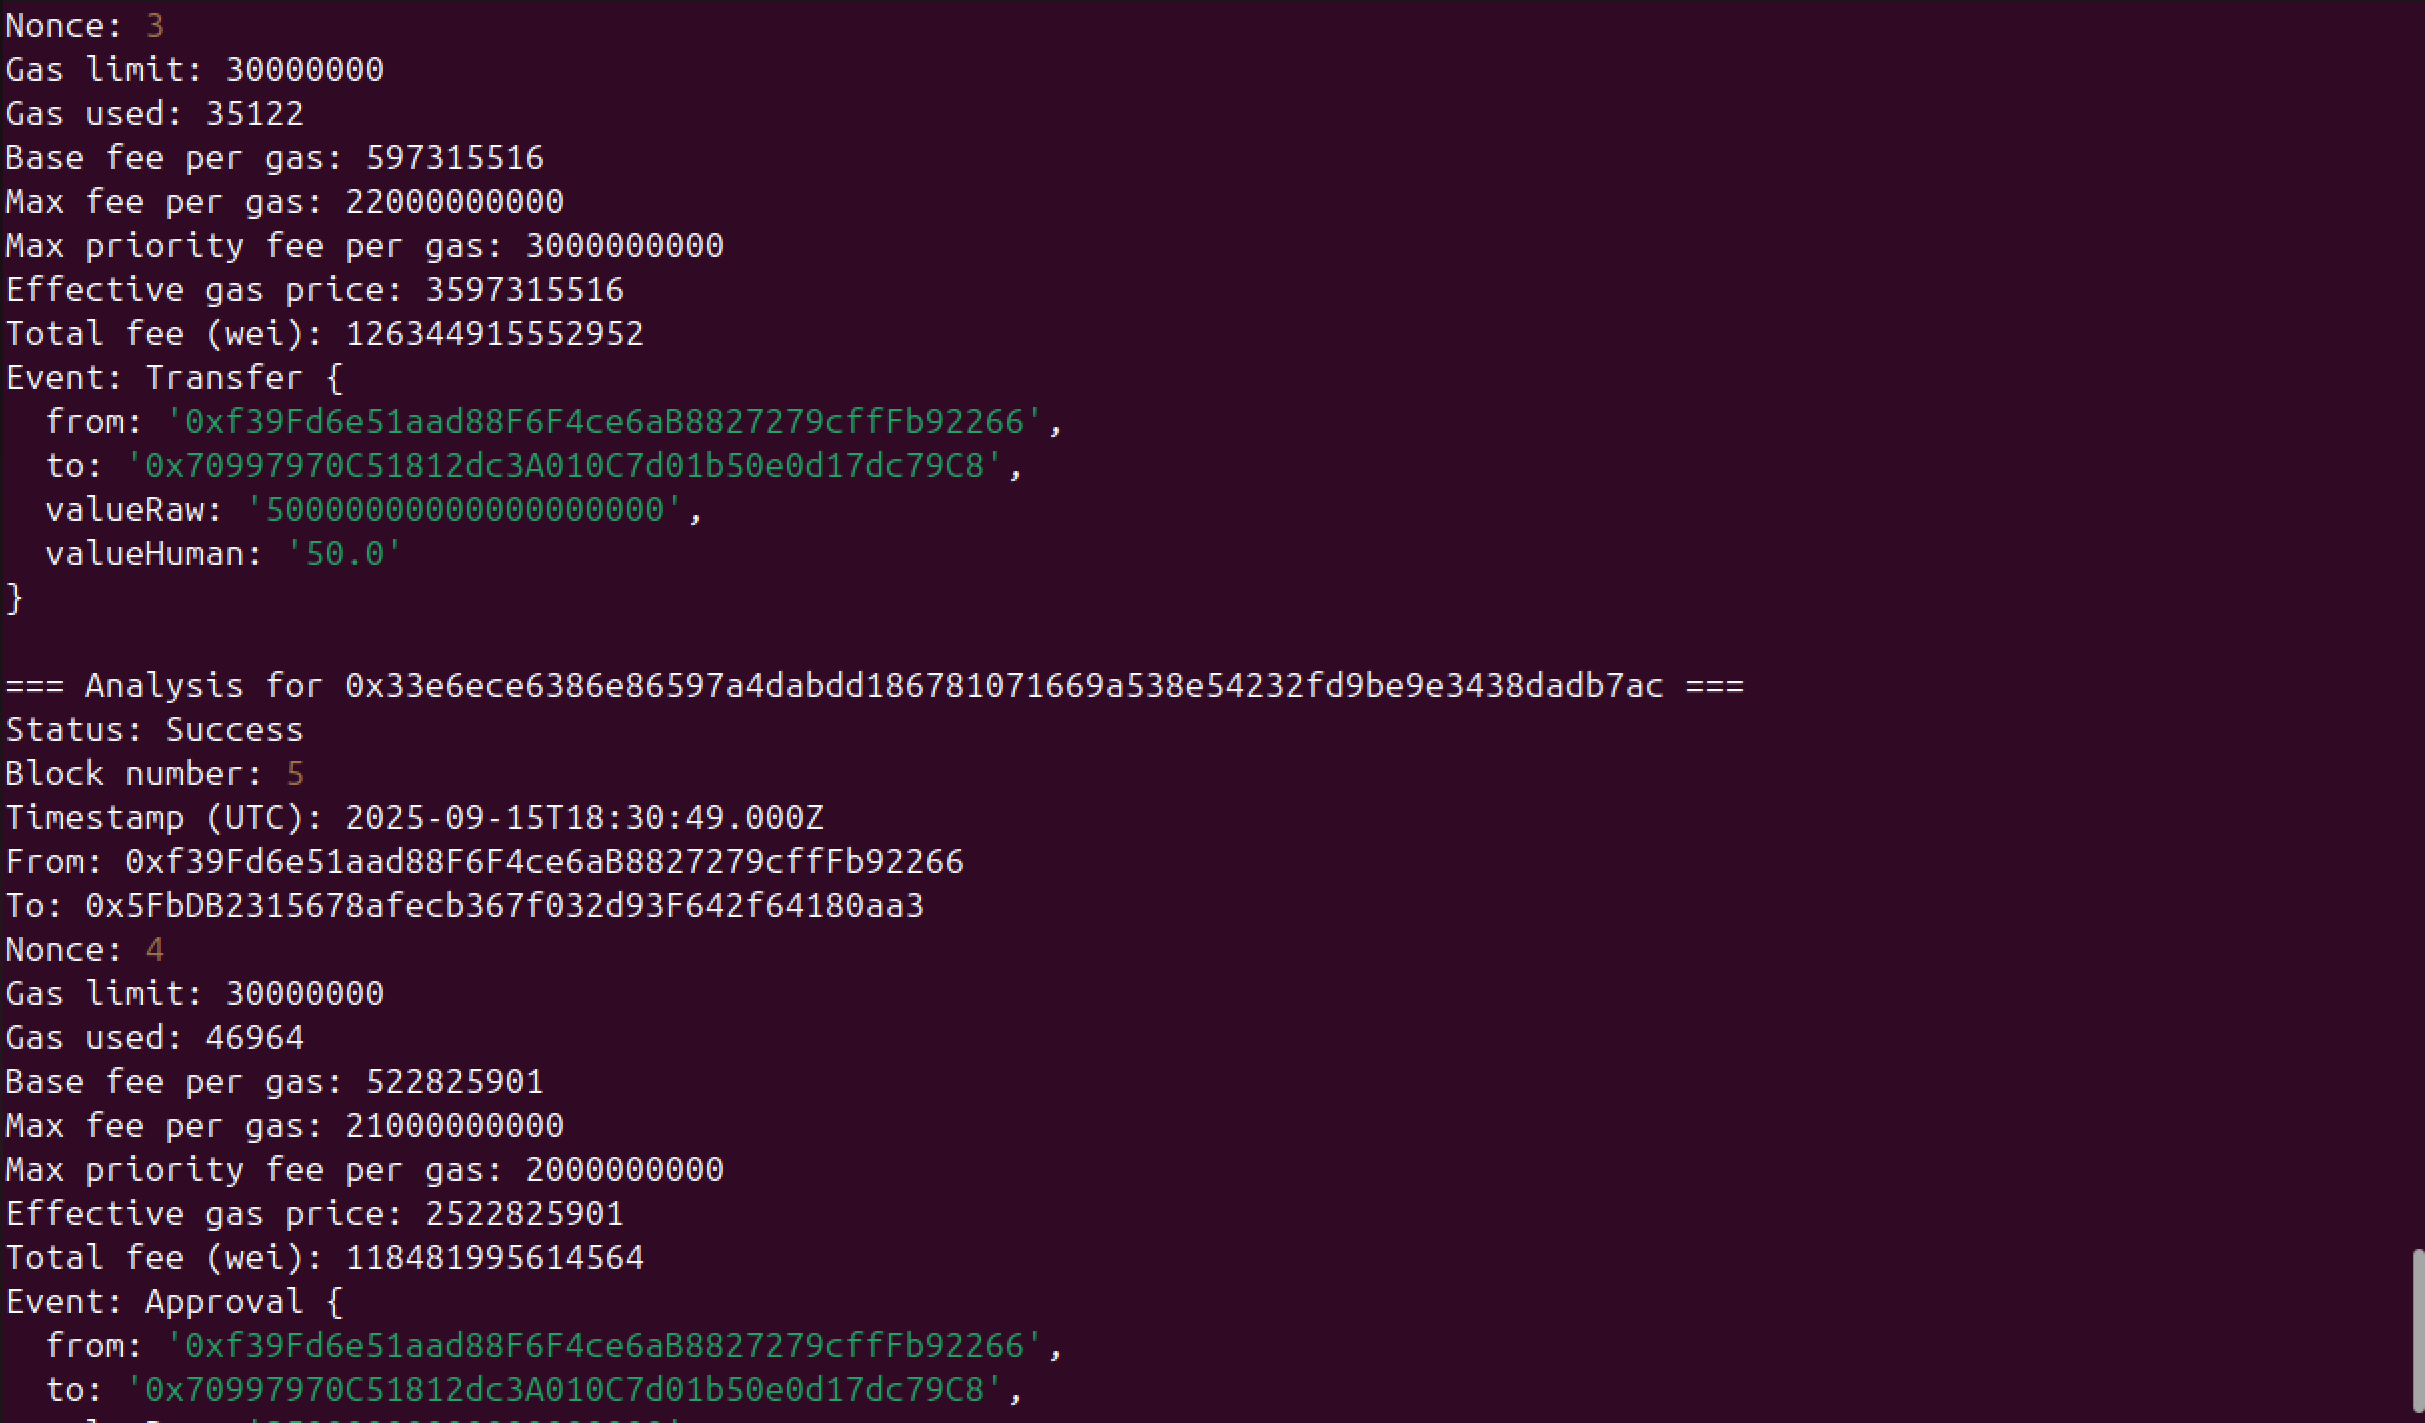 Nonce: 3
Gas limit: 30000000
Gas used: 35122
Base fee per gas: 597315516
Max fee per gas: 22000000000
Max priority fee per gas: 3000000000
Effective gas price: 3597315516
Total fee (wei): 126344915552952
Event: Transfer {
  from: '0xf39Fd6e51aad88F6F4ce6aB8827279cffFb92266',
  to: '0x70997970C51812dc3A010C7d01b50e0d17dc79C8',
  valueRaw: '50000000000000000000',
  valueHuman: '50.0'
}
=== Analysis for 0x33e6ece6386e86597a4dabdd186781071669a538e54232fd9be9e3438dadb7ac ===
Status: Success
Block number: 5
Timestamp (UTC): 2025-09-15T18:30:49.000Z
From: 0xf39Fd6e51aad88F6F4ce6aB8827279cffFb92266
To: 0x5FbDB2315678afecb367f032d93F642f64180aa3
Nonce: 4
Gas limit: 30000000
Gas used: 46964
Base fee per gas: 522825901
Max fee per gas: 21000000000
Max priority fee per gas: 2000000000
Effective gas price: 2522825901
Total fee (wei): 118481995614564
Event: Approval {
  from: '0xf39Fd6e51aad88F6F4ce6aB8827279cffFb92266',
  to: '0x70997970C51812dc3A010C7d01b50e0d17dc79C8',